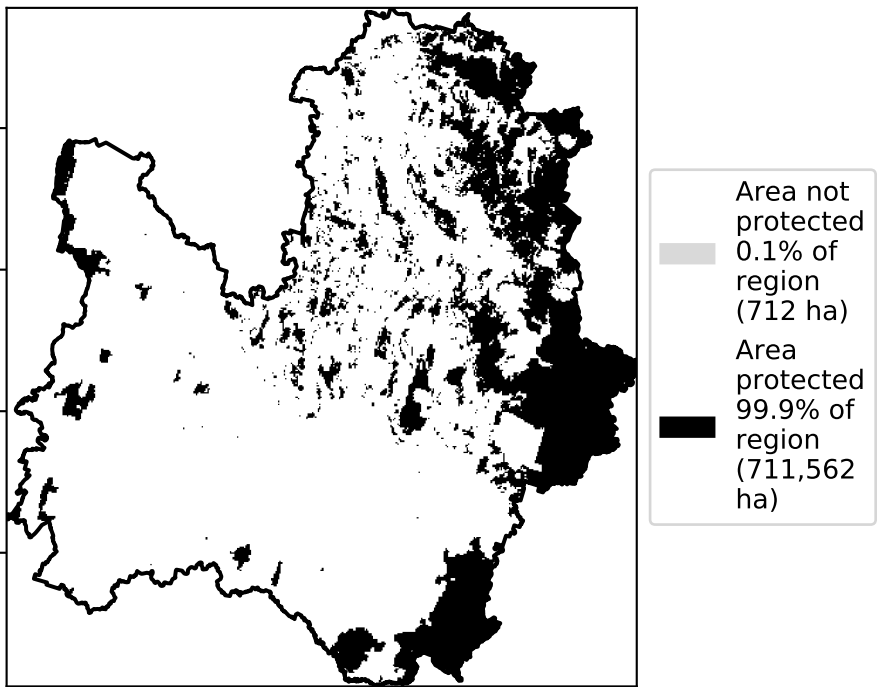 Area not
protected
0.1% of
region
(712 ha)
Area
protected
99.9% of
region
(711,562
ha)